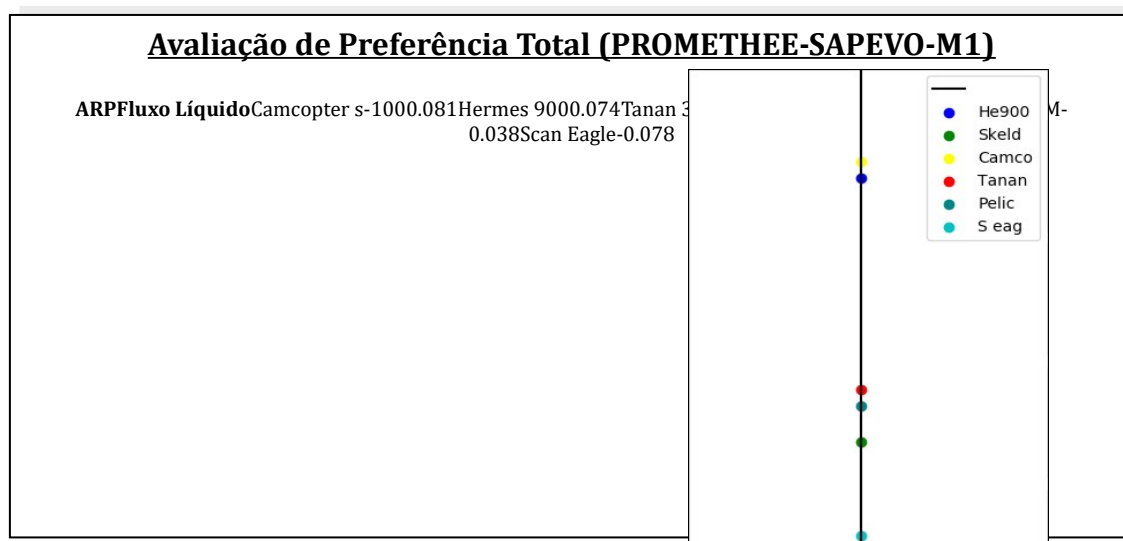 Avaliação de Preferência Total (PROMETHEE-SAPEVO-M1)
ARPFluxo LíquidoCamcopter s-1000.081Hermes 9000.074Tanan 3 M-
0.038Scan Eagle-0.078
He900
Skeld
Camco
Tanan
Pelic
S eag